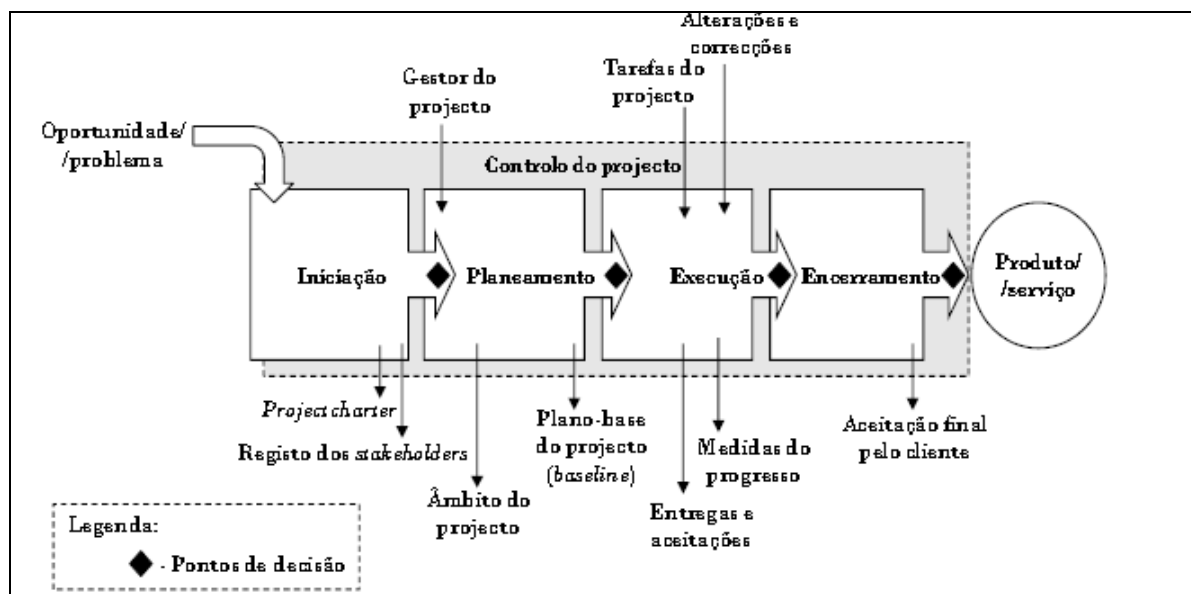 Alterações e
correcções
Gestor do
projecto
Tarefas do
projecto
Oportunidade/
/problema
Controlo do projecto
Iniciação
Planeamento
Execução
Encerramento
Produto/
/serviço
Project charter
Registo dos stakeholders
Âmbito do
projecto
Plano-base
do projecto
(baseline)
Medidas do
progresso
Entregas e
aceitações
Aceitação final
pelo cliente
Legenda:
- Pontos de decisão